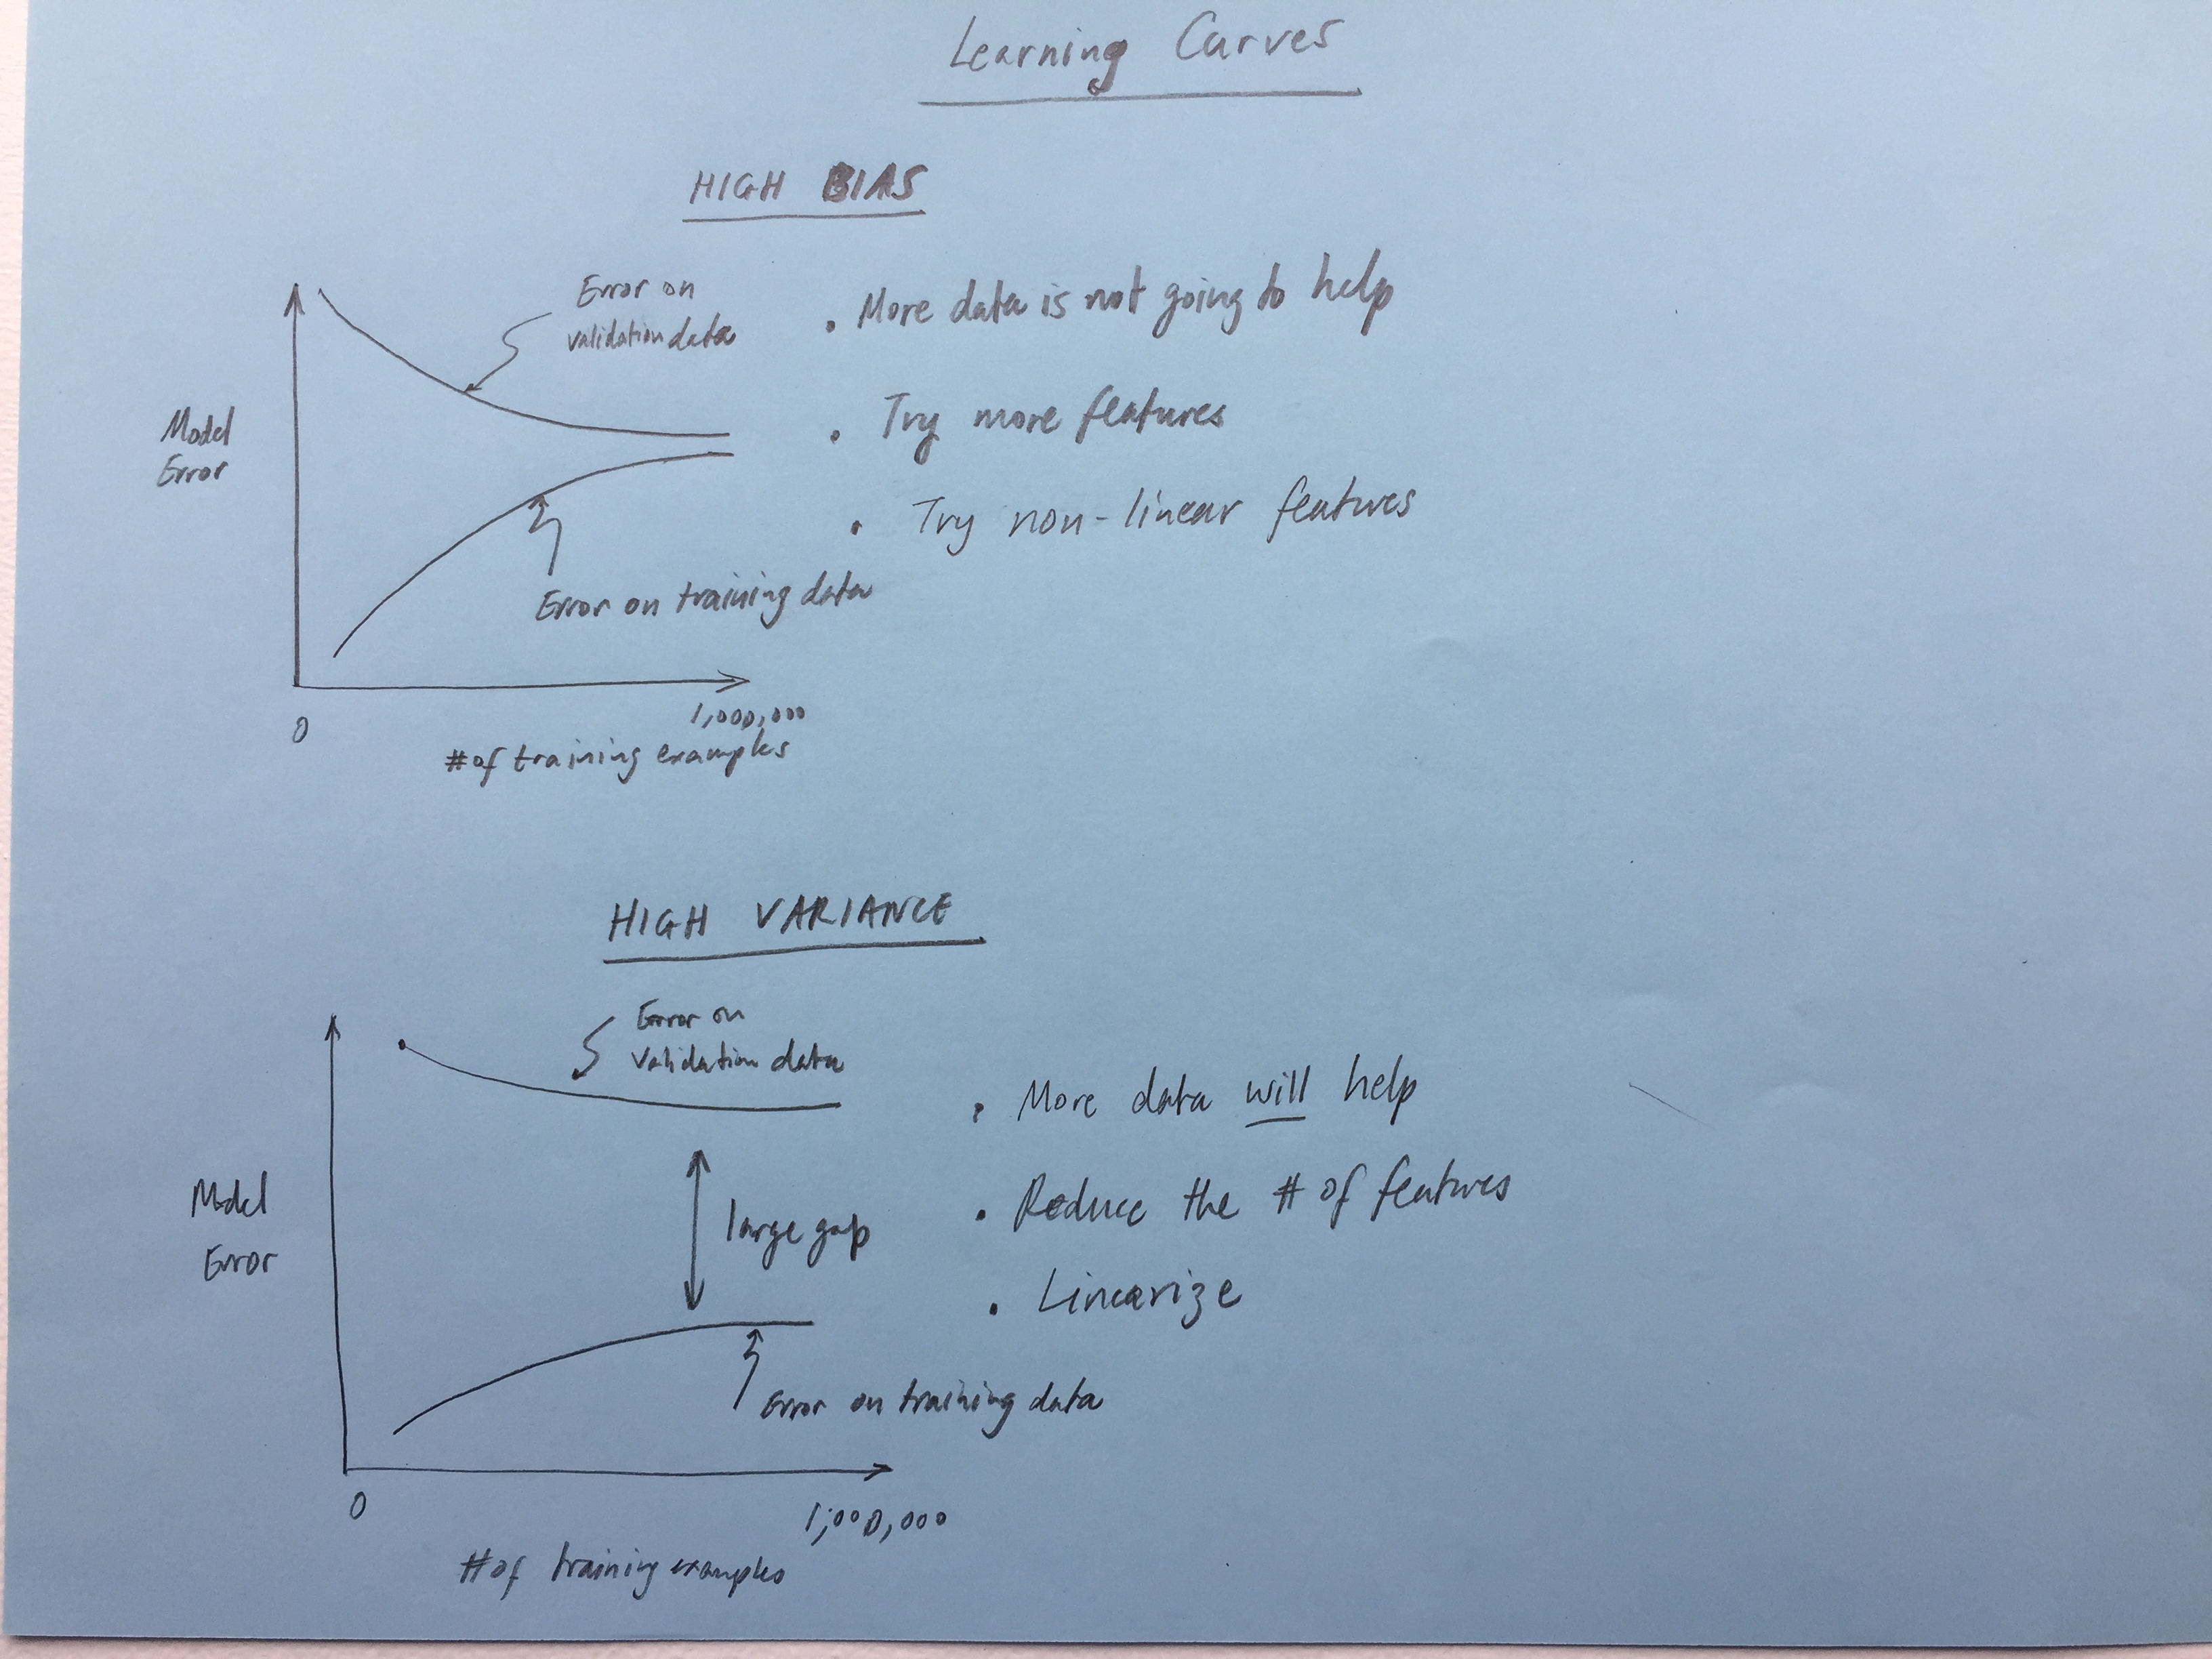 Learning Curves
HIGH BIAS
Error on
validation data
Model
Error
Error on training data
0
1,000,000
# of training examples
• More data is not going to help
• Try more features
• Try non-linear features
HIGH VARIANCE
Error on
validation data
Model
Error
large gap
Error on training data
0
1,000,000
# of training examples
• More data will help
• Reduce the # of features
• Linearize